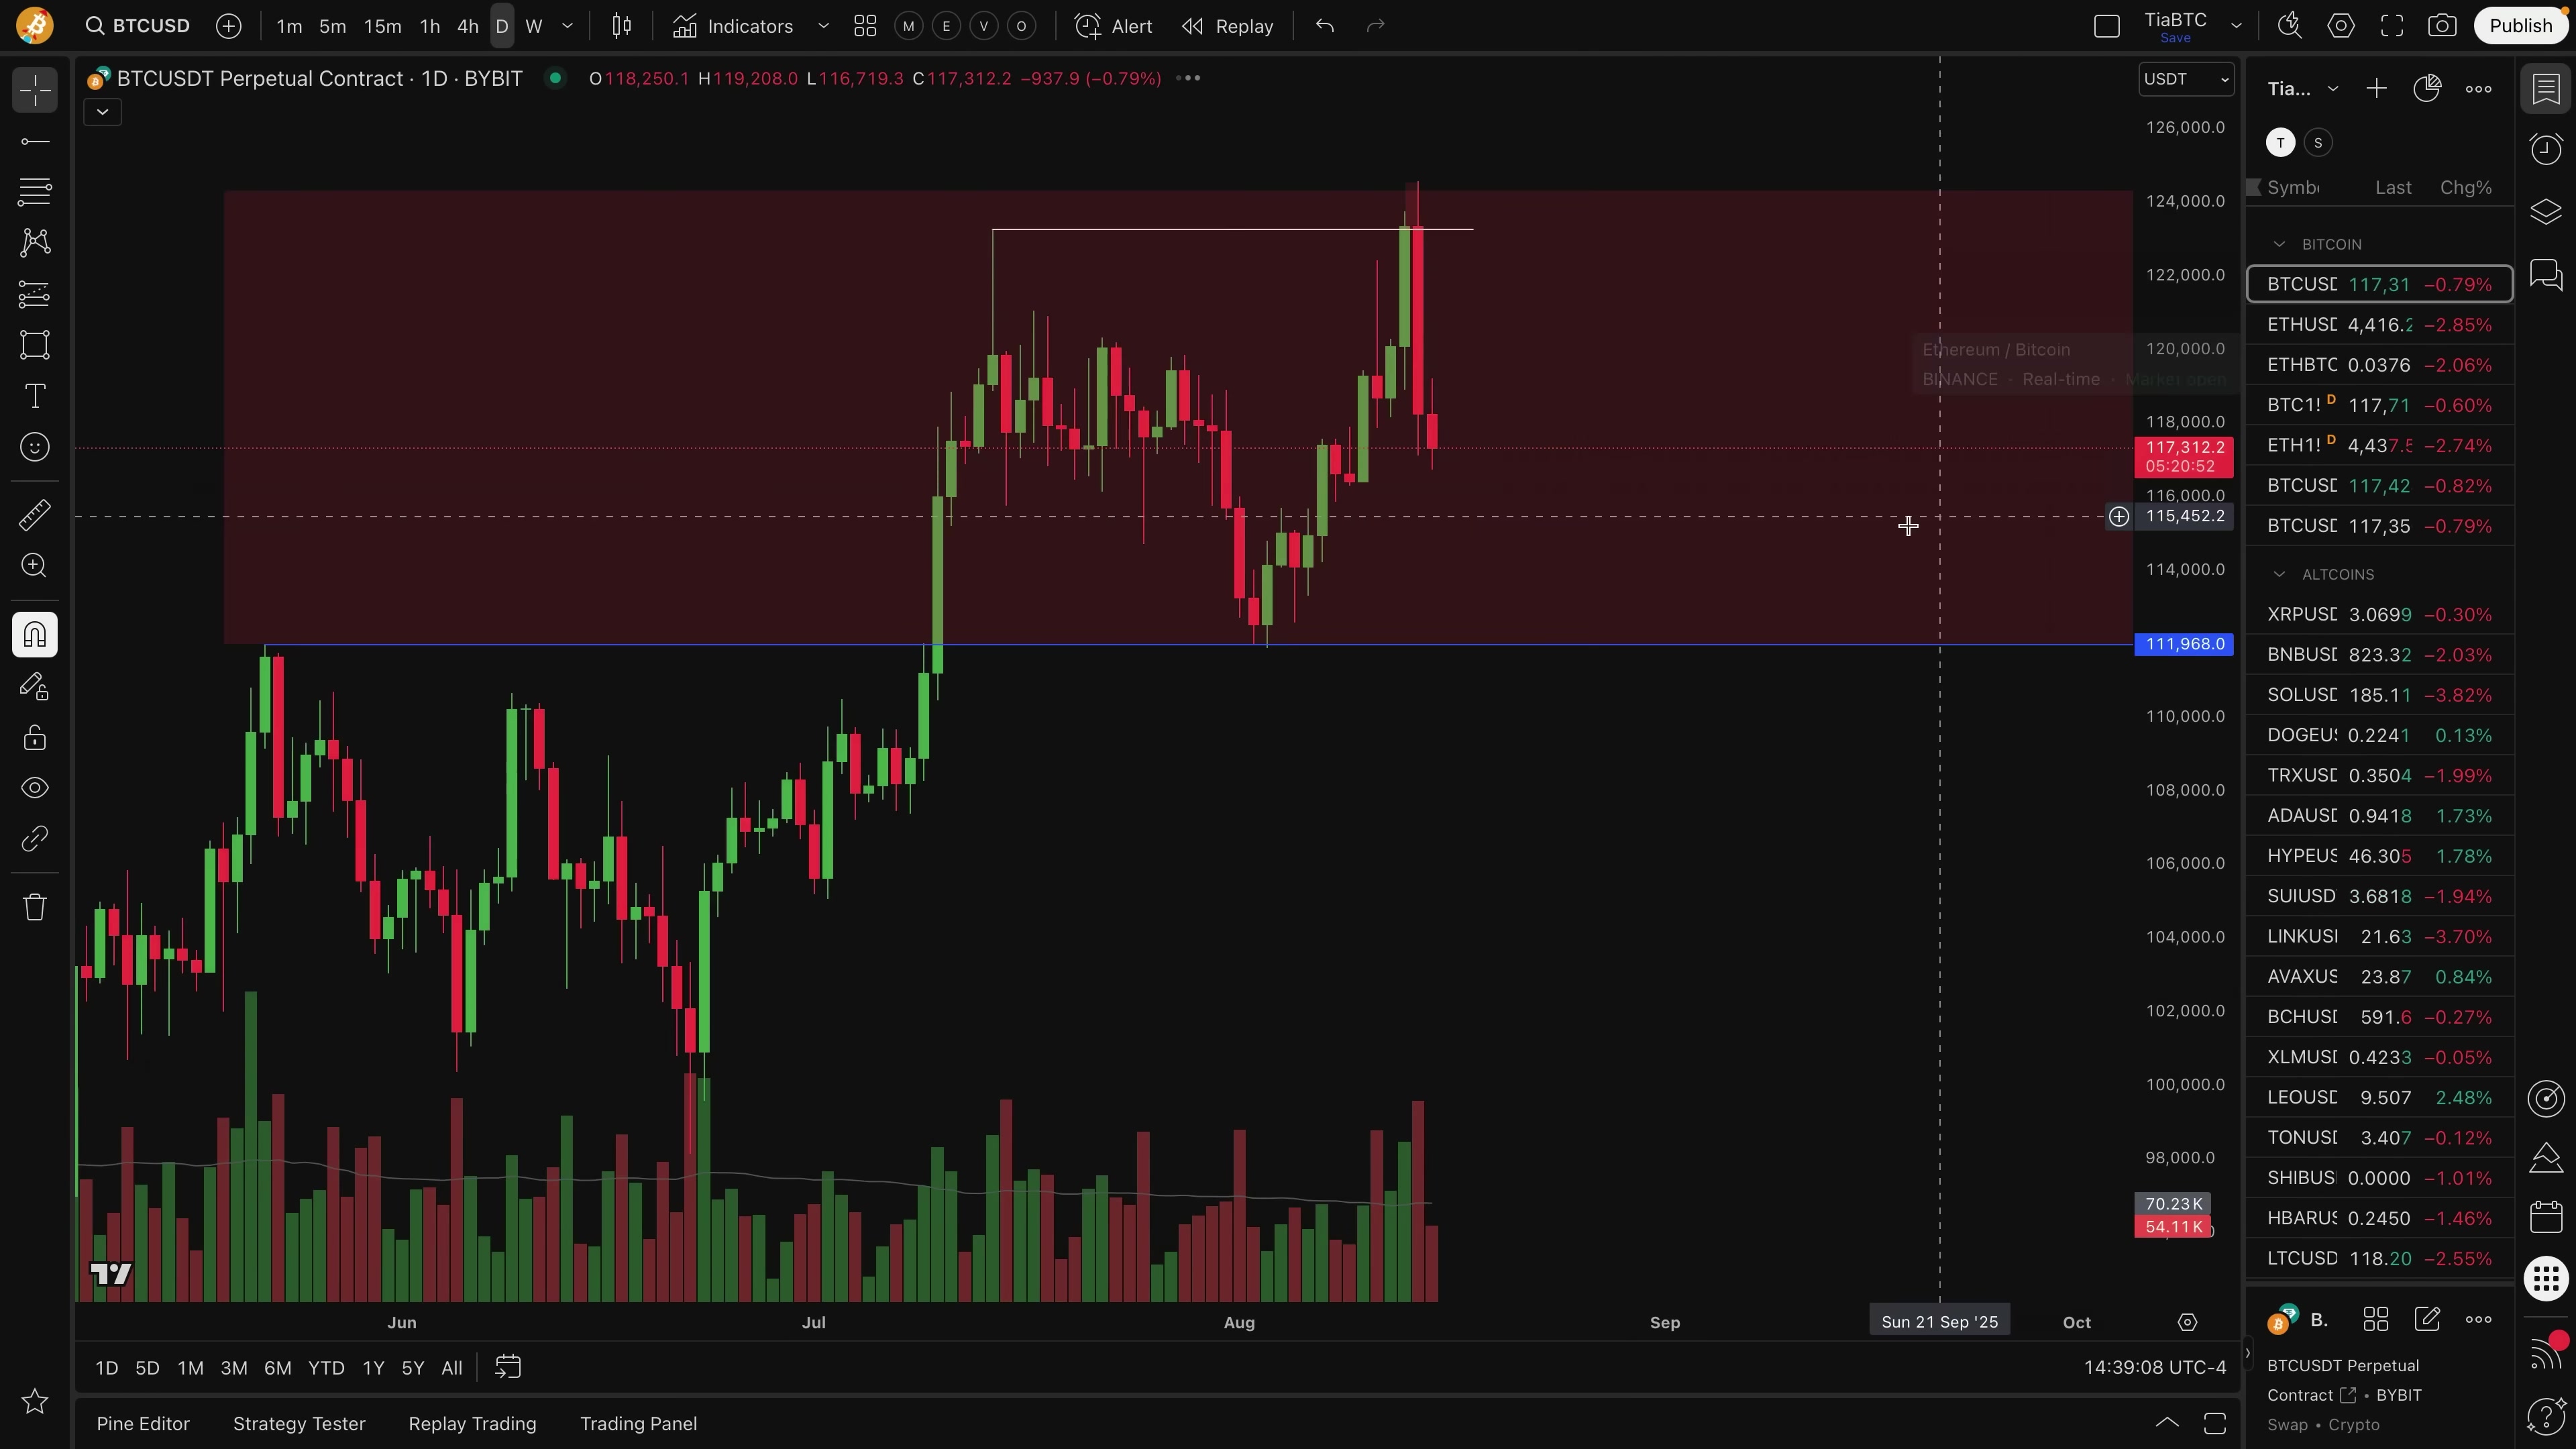 BTCUSD 1m 5m 15m 1h 4h D W Indicators M E V O Alert Replay TiaBTC Save Publish
BTCUSDT Perpetual Contract · 1D · BYBIT O118,250.1 H119,208.0 L116,719.3 C117,312.2 −937.9 (−0.79%)
USDT
126,000.0
124,000.0
122,000.0
120,000.0
118,000.0
117,312.2
05:20:52
116,000.0
115,452.2
114,000.0
111,968.0
110,000.0
108,000.0
106,000.0
104,000.0
102,000.0
100,000.0
98,000.0
70.23 K
54.11 K
Ethereum / Bitcoin
BINANCE · Real-time · Market open
Jun Jul Aug Sep Sun 21 Sep '25 Oct
1D 5D 1M 3M 6M YTD 1Y 5Y All
14:39:08 UTC-4
Pine Editor Strategy Tester Replay Trading Trading Panel
Tia...
T S
Symb Last Chg%
BITCOIN
BTCUSD 117,31 −0.79%
ETHUSD 4,416.2 −2.85%
ETHBTC 0.0376 −2.06%
BTC1! D 117,71 −0.60%
ETH1! D 4,437.5 −2.74%
BTCUSD 117,42 −0.82%
BTCUSD 117,35 −0.79%
ALTCOINS
XRPUSD 3.0699 −0.30%
BNBUSD 823.32 −2.03%
SOLUSD 185.11 −3.82%
DOGEUS 0.2241 0.13%
TRXUSD 0.3504 −1.99%
ADAUSD 0.9418 1.73%
HYPEUS 46.305 1.78%
SUIUSD 3.6818 −1.94%
LINKUSI 21.63 −3.70%
AVAXUS 23.87 0.84%
BCHUSD 591.6 −0.27%
XLMUSD 0.4233 −0.05%
LEOUSD 9.507 2.48%
TONUSD 3.407 −0.12%
SHIBUS 0.0000 −1.01%
HBARUS 0.2450 −1.46%
LTCUSD 118.20 −2.55%
B.
BTCUSDT Perpetual
Contract • BYBIT
Swap • Crypto